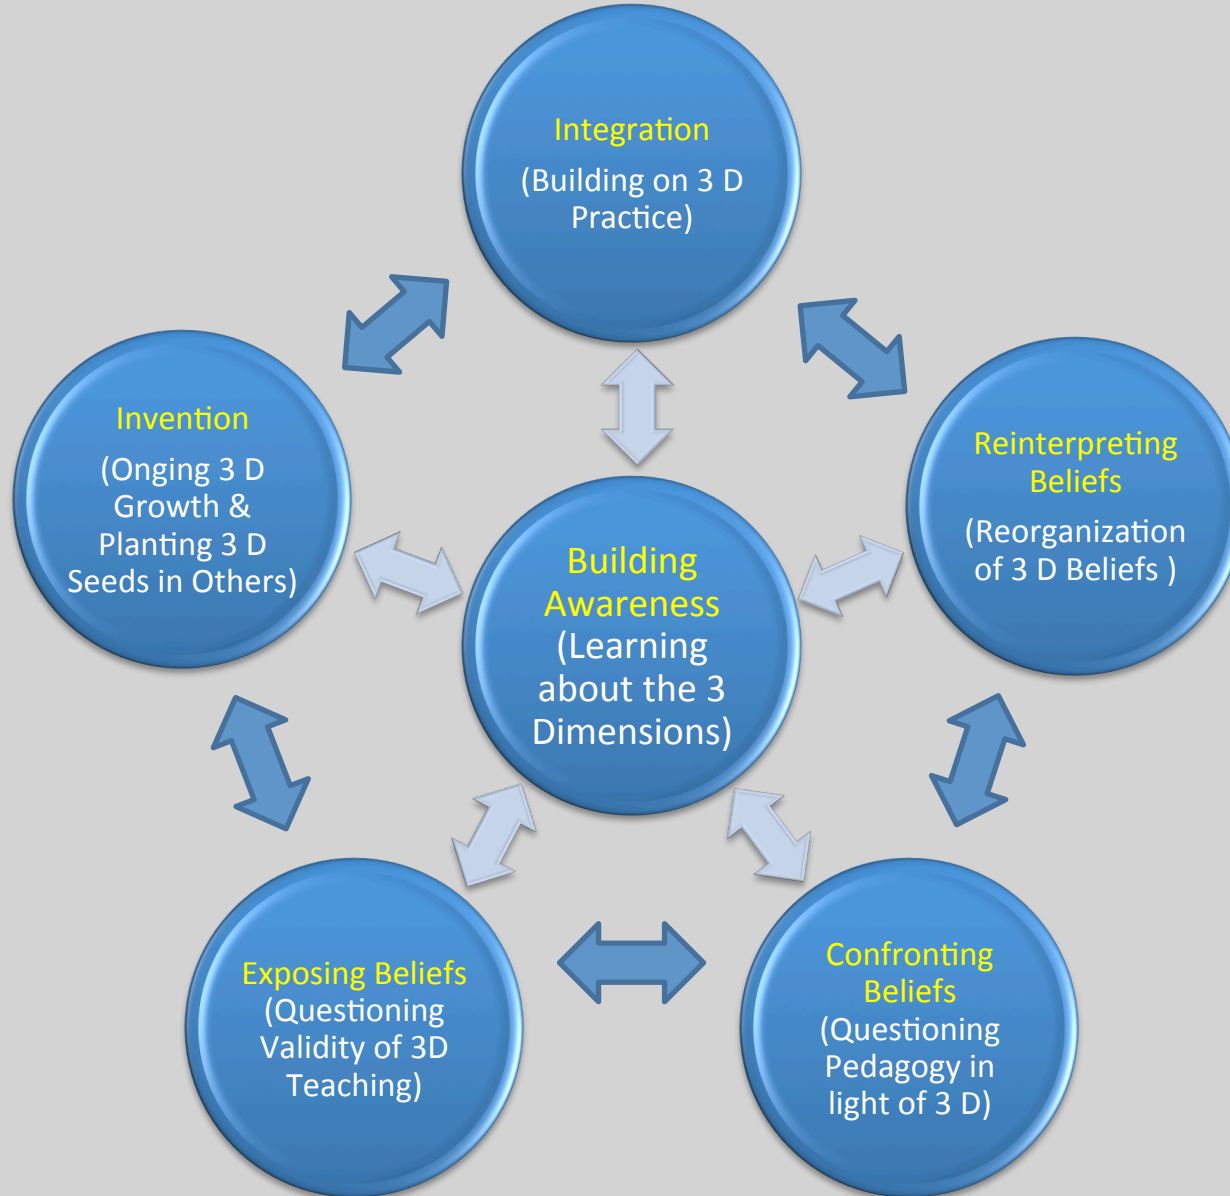 Integration
(Building on 3 D
Practice)
Invention
(Onging 3 D
Growth &
Planting 3 D
Seeds in Others)
Reinterpreting
Beliefs
(Reorganization
of 3 D Beliefs )
Building
Awareness
(Learning
about the 3
Dimensions)
Exposing Beliefs
(Questioning
Validity of 3D
Teaching)
Confronting
Beliefs
(Questioning
Pedagogy in
light of 3 D)